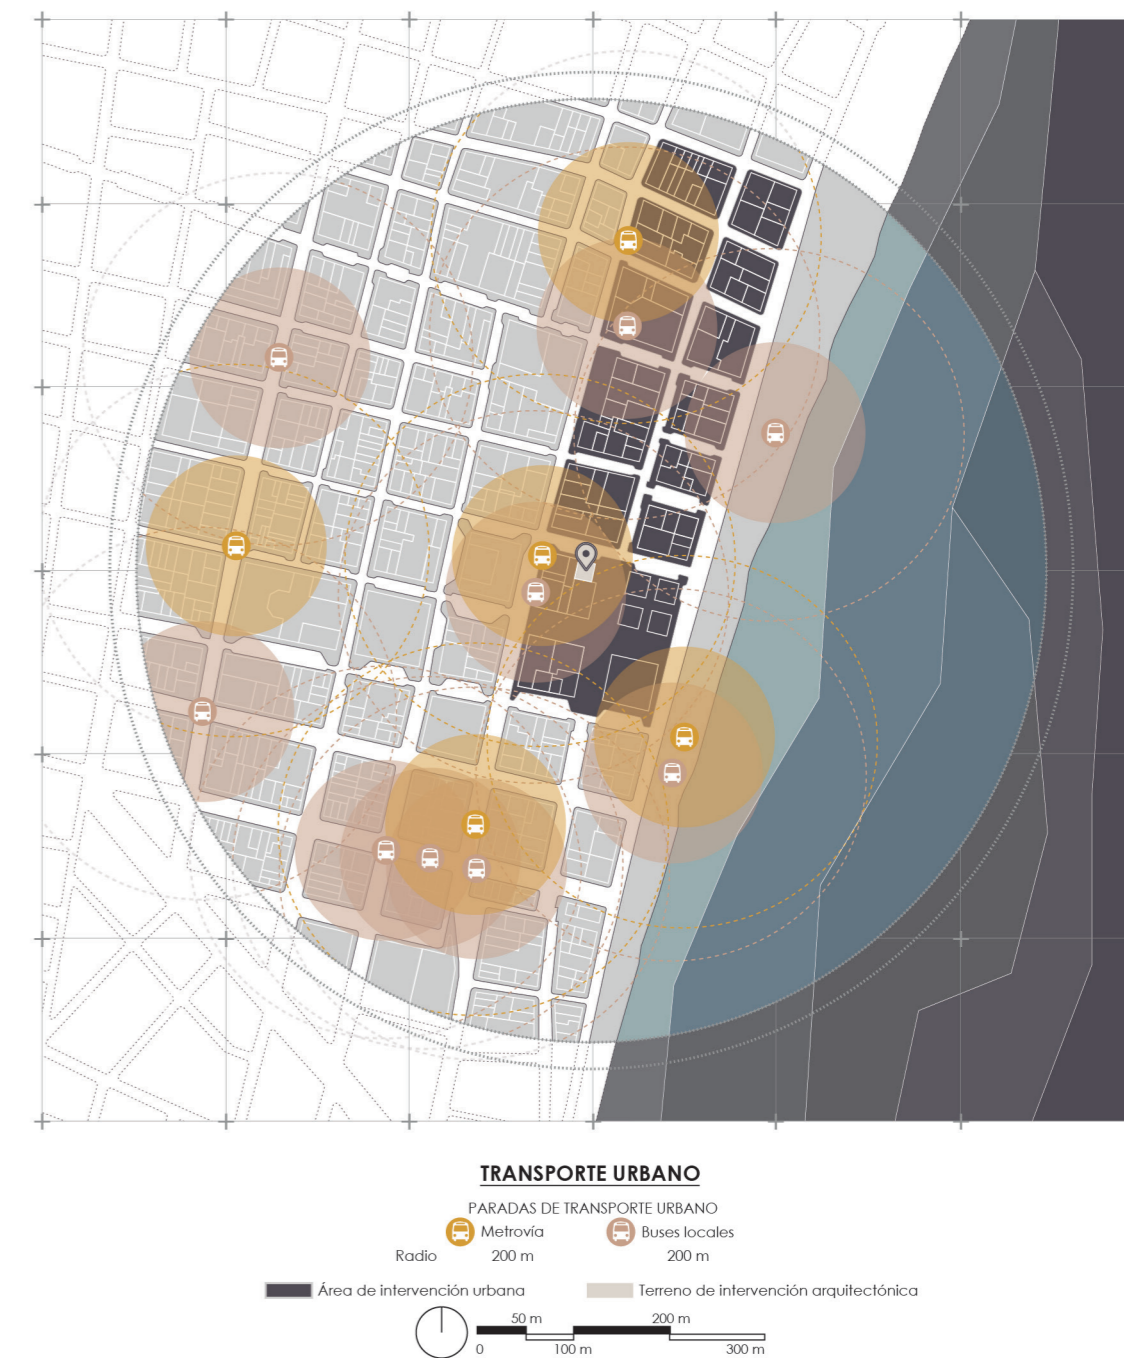 TRANSPORTE URBANO
PARADAS DE TRANSPORTE URBANO
Metrovía Buses locales
Radio 200 m 200 m
Área de intervención urbana Terreno de intervención arquitectónica
50 m 200 m
0 100 m 300 m